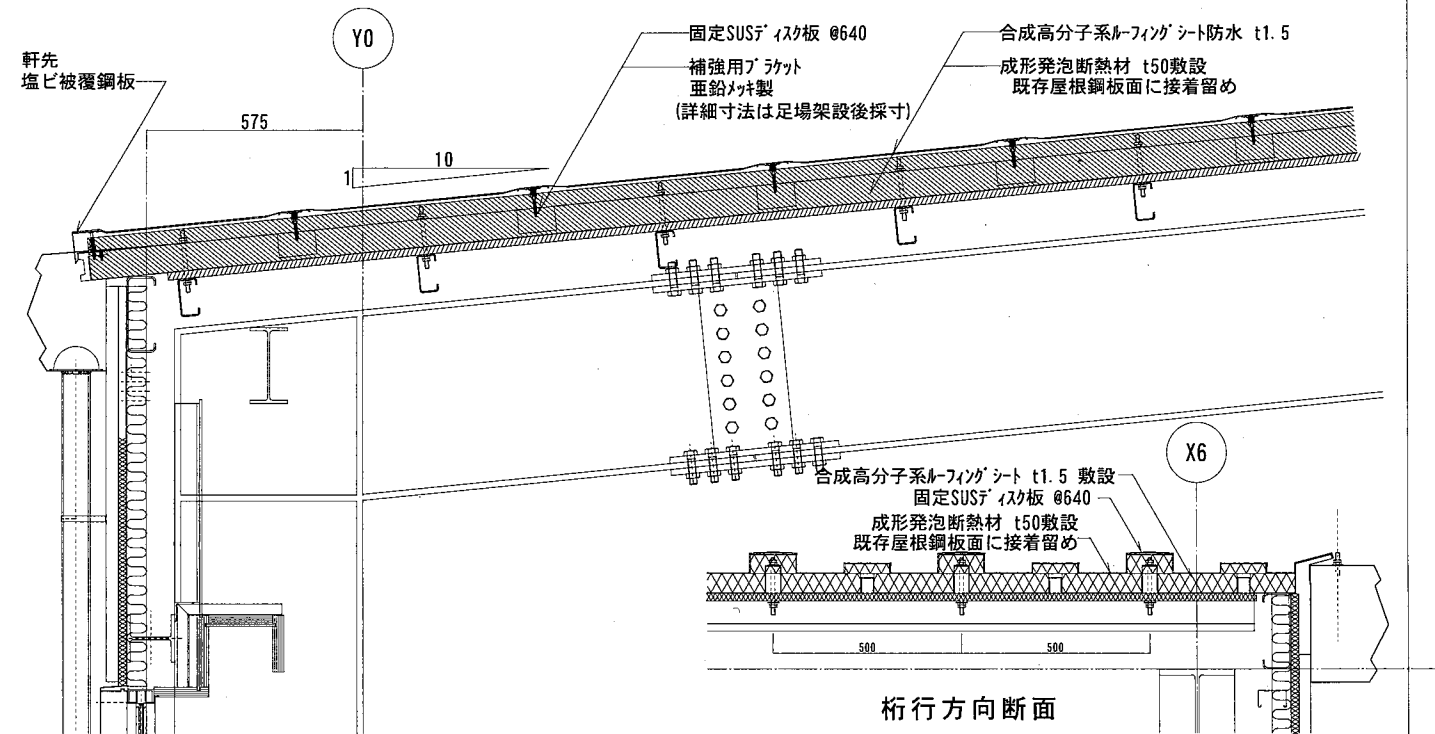 軒先
塩ビ被覆鋼板
Y0
575
10
1
固定SUSディスク板 @640
補強用ブラケット
亜鉛メッキ製
(詳細寸法は足場架設後採寸)
合成高分子系ルーフィングシート防水 t1.5
成形発泡断熱材 t50敷設
既存屋根鋼板面に接着留め
X6
合成高分子系ルーフィングシート t1.5 敷設
固定SUSディスク板 @640
成形発泡断熱材 t50敷設
既存屋根鋼板面に接着留め
500
500
桁行方向断面